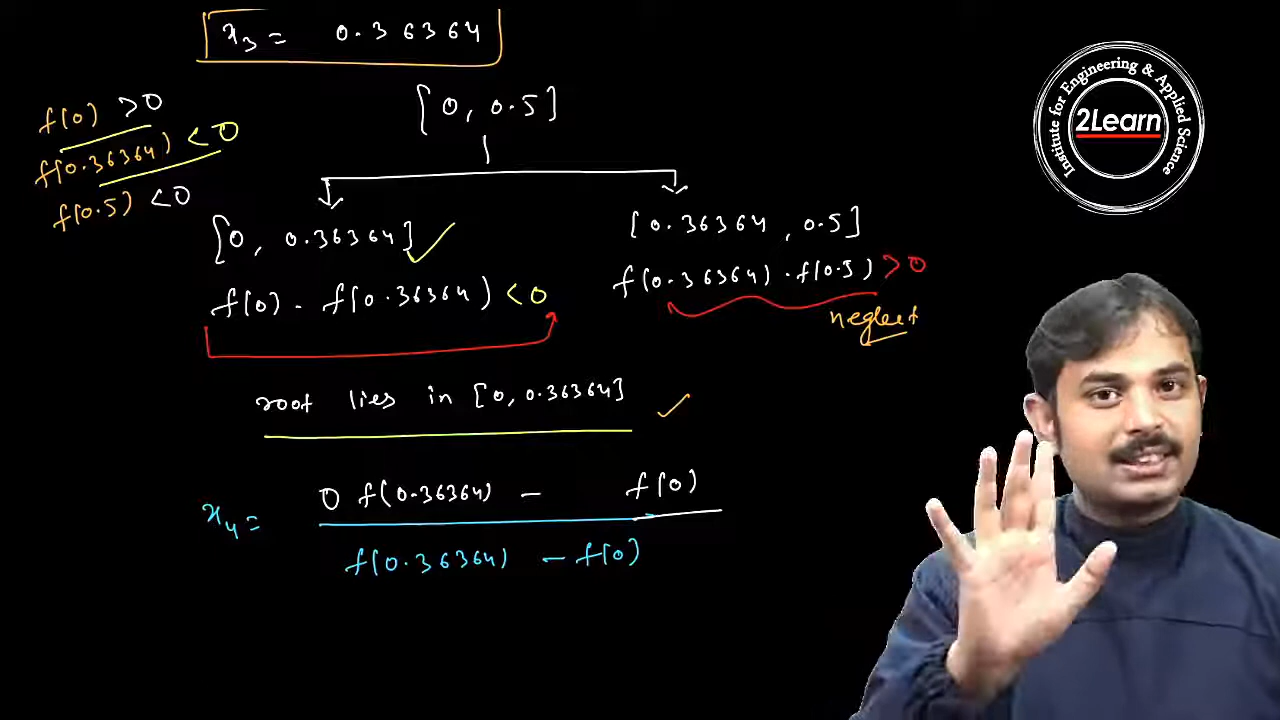 x₃ = 0.36364
[0, 0.5]
f(0) >0
f(0.36364) <0
f(0.5) <0
[0, 0.36364] ✓
f(0) - f(0.36364) <0
[0.36364, 0.5]
f(0.36364) · f(0.5) >0
neglect
root lies in [0, 0.36364] ✓
x₄ =
0 f(0.36364) - f(0)
f(0.36364) - f(0)
Institute for Engineering & Applied Science
2Learn